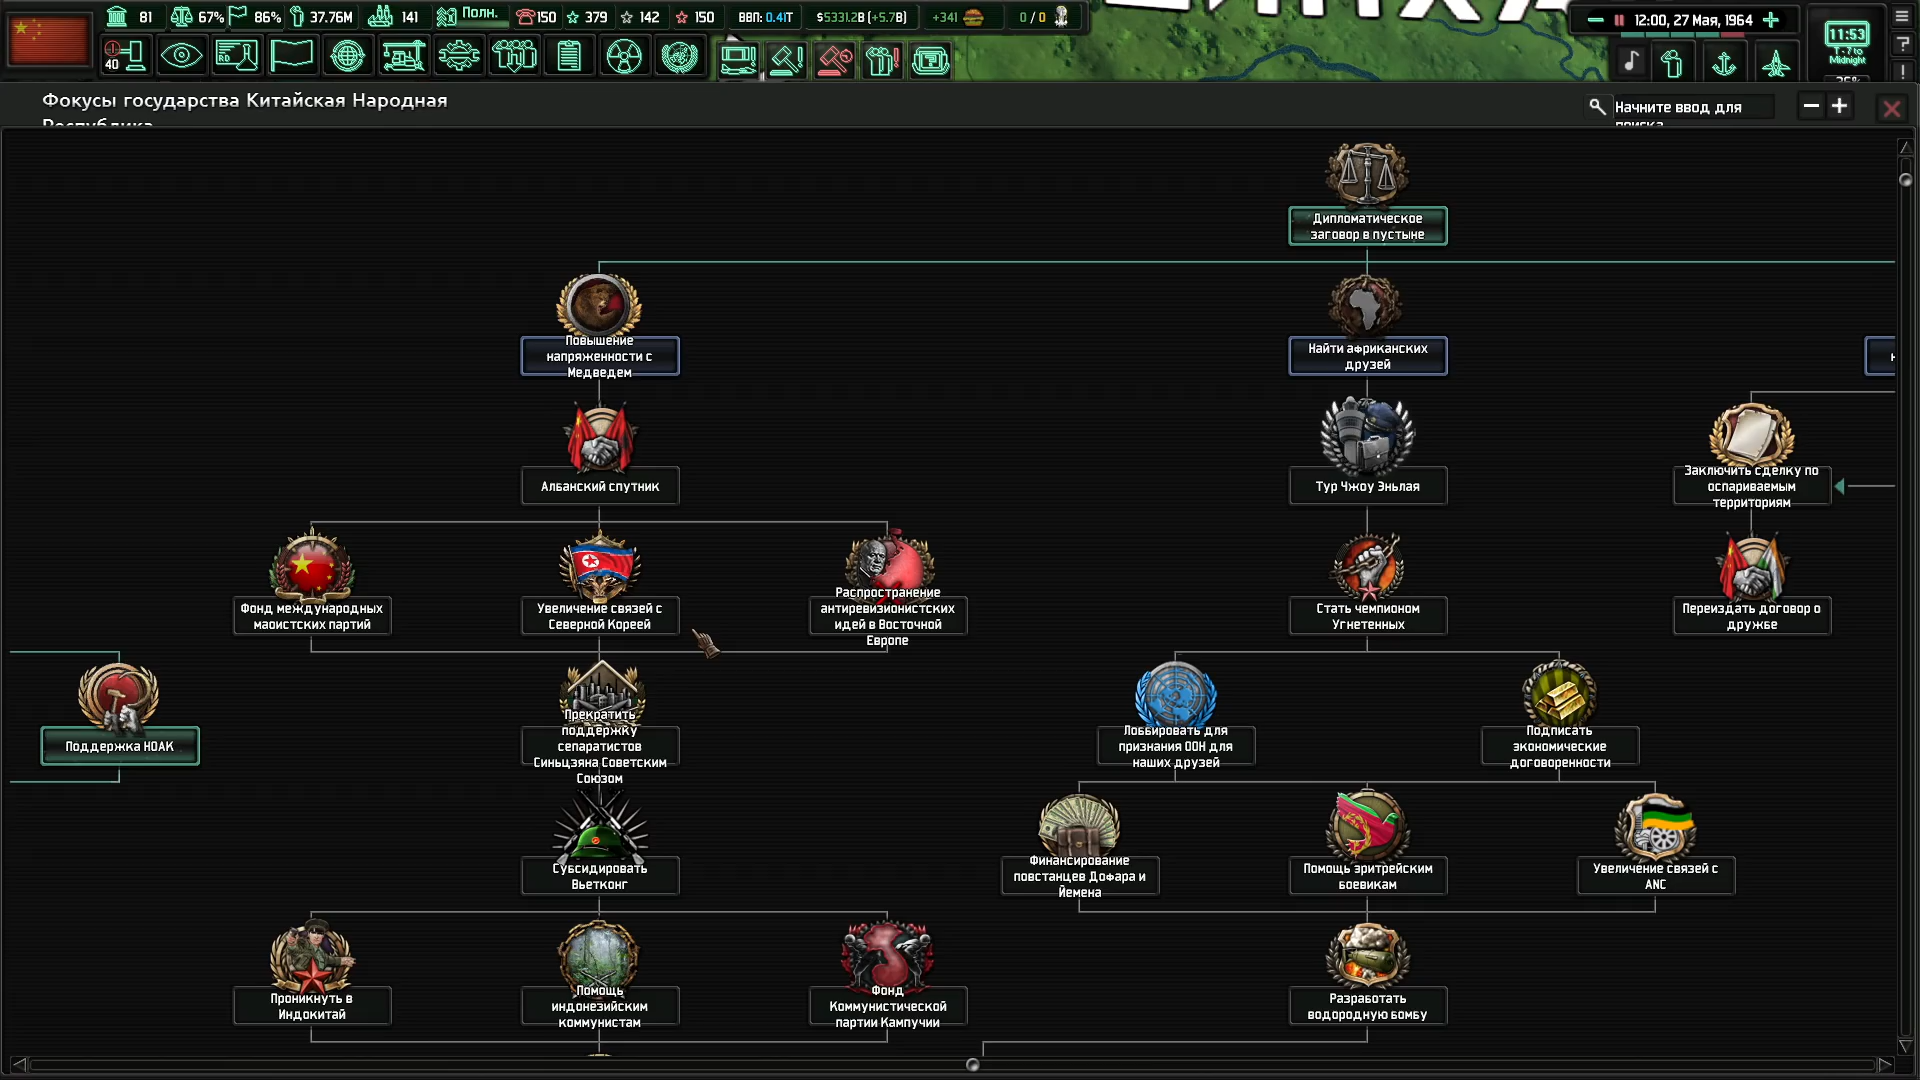 81
67%
86%
37.76M
141
Полн.
150
379
142
150
ВВП: 0.41T
$5331.2B (+5.7B)
+341
0 / 0
12:00, 27 Мая, 1964
11:53
T -7 to
Midnight
40
Фокусы государства Китайская Народная
Республика
Начните ввод для
поиска
Дипломатическое
заговор в пустыне
Повышение
напряженности с
Медведем
Найти африканских
друзей
Албанский спутник
Тур Чжоу Эньлая
Заключить сделку по
оспариваемым
территориям
Фонд международных
маоистских партий
Увеличение связей с
Северной Кореей
Распространение
антиревизионистских
идей в Восточной
Европе
Стать чемпионом
Угнетенных
Переиздать договор о
дружбе
Поддержка НОАК
Прекратить
поддержку
сепаратистов
Синьцзяна Советским
Союзом
Лоббировать для
признания ООН для
наших друзей
Подписать
экономические
договоренности
Субсидировать
Вьетконг
Финансирование
повстанцев Дофара и
Йемена
Помощь эритрейским
боевикам
Увеличение связей с
ANC
Проникнуть в
Индокитай
Помощь
индонезийским
коммунистам
Фонд
Коммунистической
партии Кампучии
Разработать
водородную бомбу